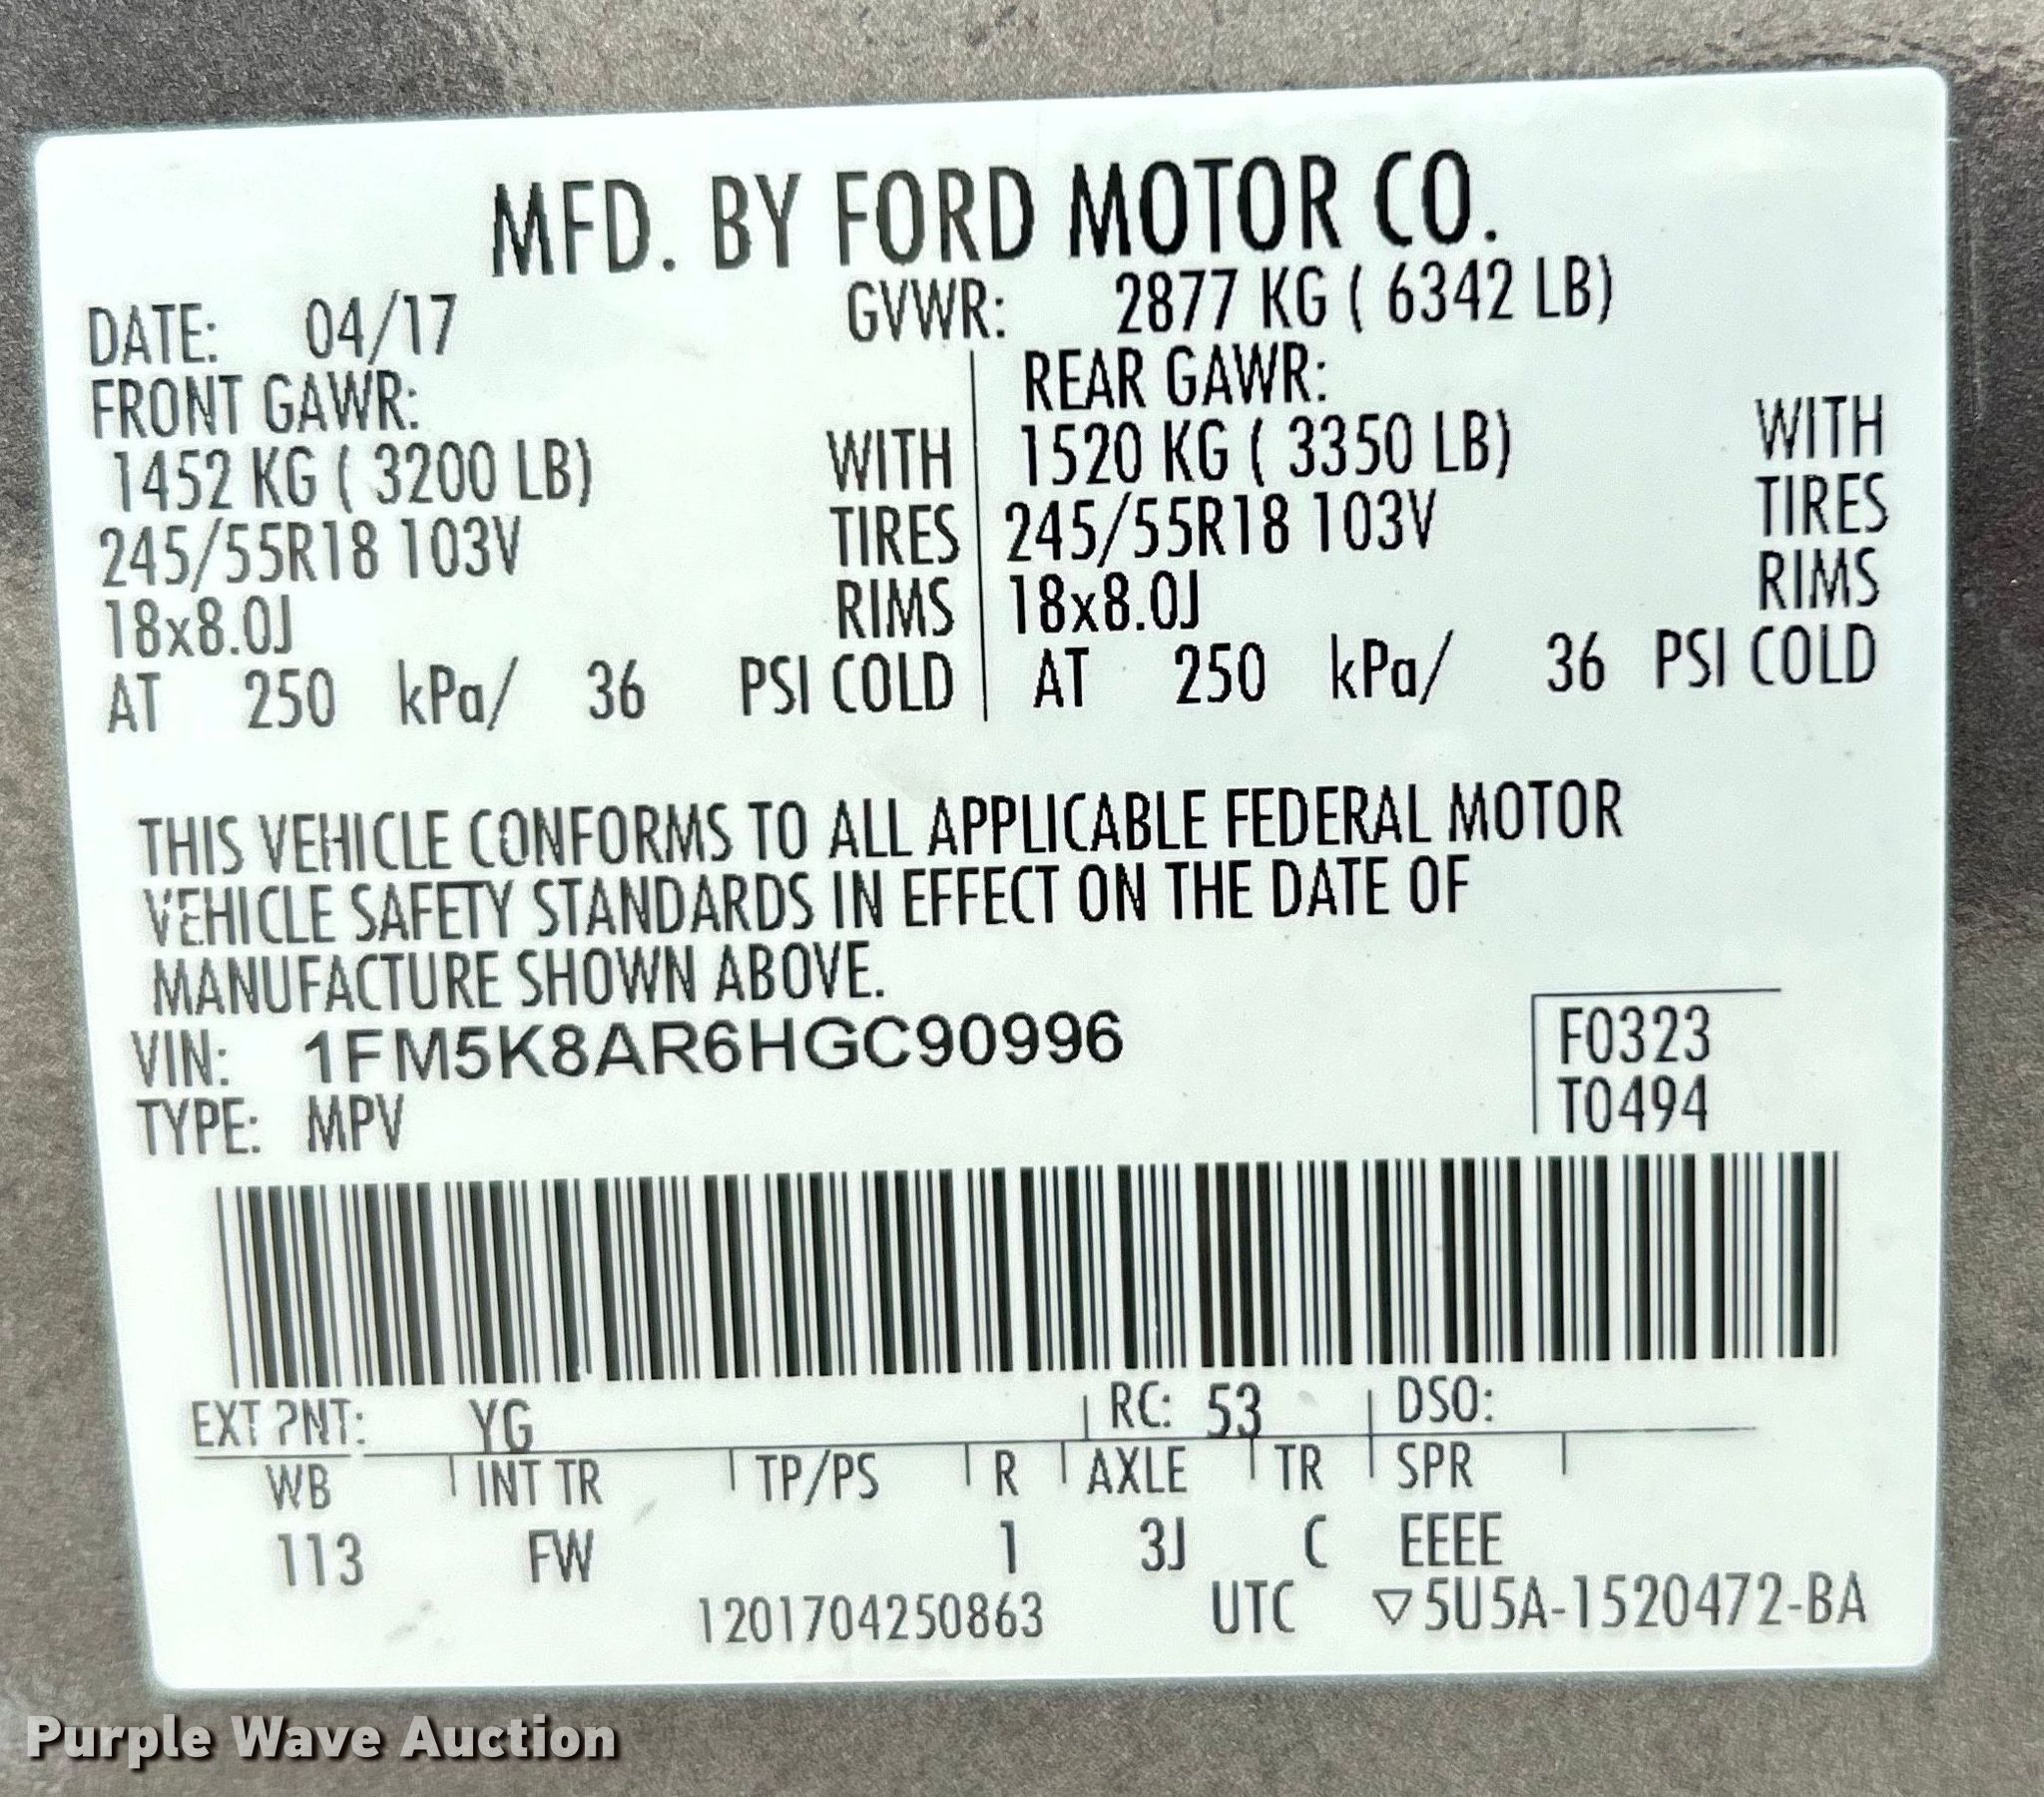 MFD. BY FORD MOTOR CO.
DATE: 04/17 GVWR: 2877 KG ( 6342 LB)
FRONT GAWR: REAR GAWR:
1452 KG ( 3200 LB) WITH 1520 KG ( 3350 LB) WITH
245/55R18 103V TIRES 245/55R18 103V TIRES
18x8.0J RIMS 18x8.0J RIMS
AT 250 kPa/ 36 PSI COLD AT 250 kPa/ 36 PSI COLD
THIS VEHICLE CONFORMS TO ALL APPLICABLE FEDERAL MOTOR
VEHICLE SAFETY STANDARDS IN EFFECT ON THE DATE OF
MANUFACTURE SHOWN ABOVE.
VIN: 1FM5K8AR6HGC90996 F0323
TYPE: MPV T0494
EXT PNT: YG RC: 53 DSO:
WB INT TR TP/PS R AXLE TR SPR
113 FW 1 3J C EEEE
1201704250863 UTC ▽5U5A-1520472-BA
Purple Wave Auction